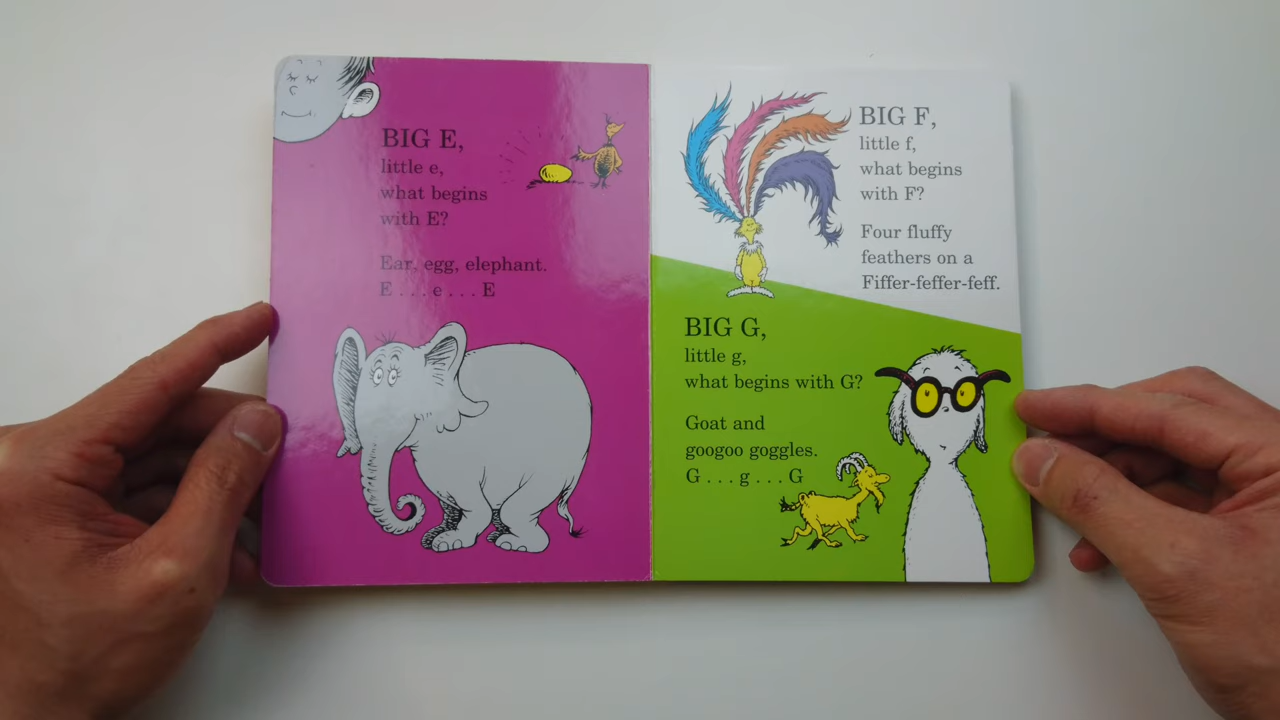 BIG E,
little e,
what begins
with E?
Ear, egg, elephant.
E . . . e . . . E
BIG F,
little f,
what begins
with F?
Four fluffy
feathers on a
Fiffer-feffer-feff.
BIG G,
little g,
what begins with G?
Goat and
googoo goggles.
G . . . g . . . G